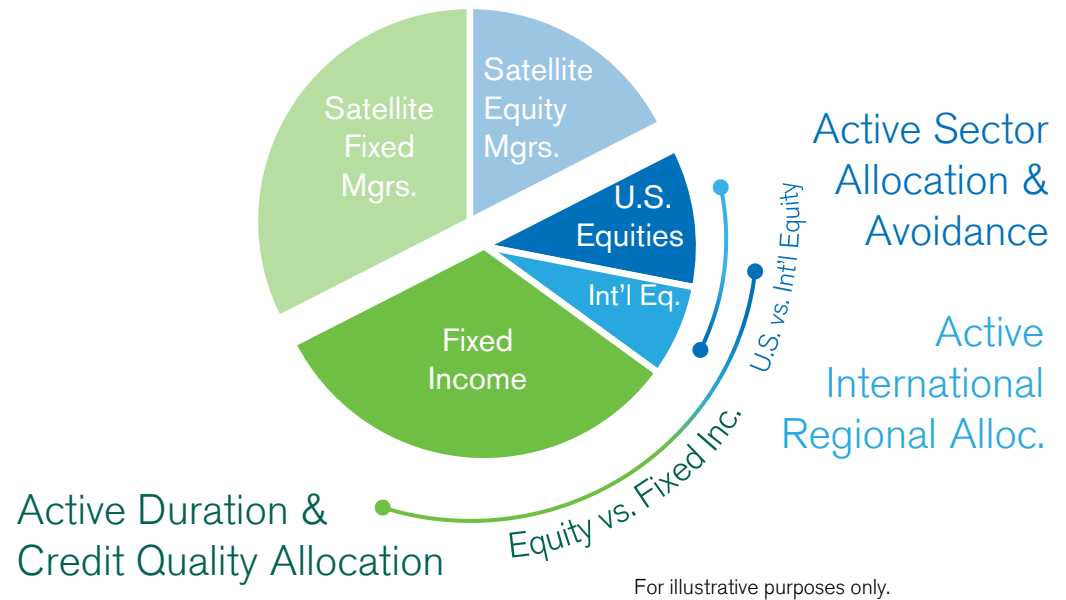 Satellite
Fixed
Mgrs.
Satellite
Equity
Mgrs.
U.S.
Equities
Int'l Eq.
Fixed
Income
U.S. vs. Int'l Equity
Equity vs. Fixed Inc.
Active Sector
Allocation &
Avoidance
Active
International
Regional Alloc.
Active Duration &
Credit Quality Allocation
For illustrative purposes only.